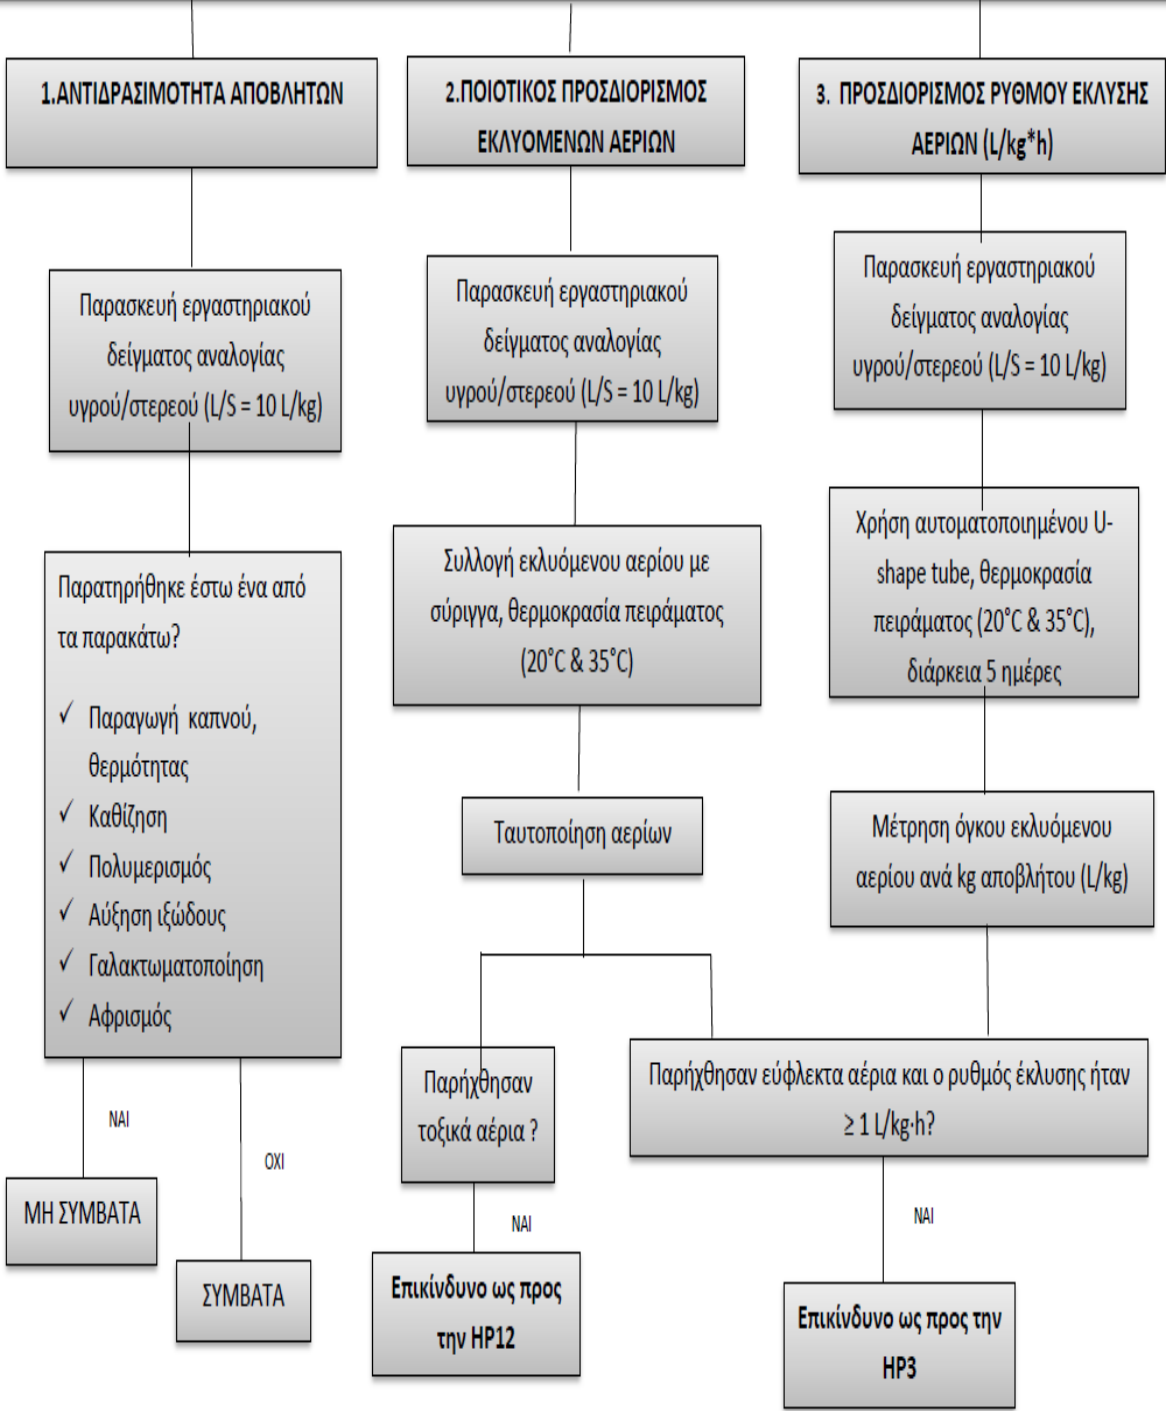 1.ΑΝΤΙΔΡΑΣΙΜΟΤΗΤΑ ΑΠΟΒΛΗΤΩΝ
Παρασκευή εργαστηριακού
δείγματος αναλογίας
υγρού/στερεού (L/S = 10 L/kg)
Παρατηρήθηκε έστω ένα από
τα παρακάτω?
✓ Παραγωγή καπνού,
θερμότητας
✓ Καθίζηση
✓ Πολυμερισμός
✓ Αύξηση ιξώδους
✓ Γαλακτωματοποίηση
✓ Αφρισμός
ΝΑΙ
ΟΧΙ
ΜΗ ΣΥΜΒΑΤΑ
ΣΥΜΒΑΤΑ
2.ΠΟΙΟΤΙΚΟΣ ΠΡΟΣΔΙΟΡΙΣΜΟΣ
ΕΚΛΥΟΜΕΝΩΝ ΑΕΡΙΩΝ
Παρασκευή εργαστηριακού
δείγματος αναλογίας
υγρού/στερεού (L/S = 10 L/kg)
Συλλογή εκλυόμενου αερίου με
σύριγγα, θερμοκρασία πειράματος
(20°C & 35°C)
Ταυτοποίηση αερίων
Παρήχθησαν
τοξικά αέρια ?
ΝΑΙ
Επικίνδυνο ως προς
την HP12
3. ΠΡΟΣΔΙΟΡΙΣΜΟΣ ΡΥΘΜΟΥ ΕΚΛΥΣΗΣ
ΑΕΡΙΩΝ (L/kg*h)
Παρασκευή εργαστηριακού
δείγματος αναλογίας
υγρού/στερεού (L/S = 10 L/kg)
Χρήση αυτοματοποιημένου U-
shape tube, θερμοκρασία
πειράματος (20°C & 35°C),
διάρκεια 5 ημέρες
Μέτρηση όγκου εκλυόμενου
αερίου ανά kg αποβλήτου (L/kg)
Παρήχθησαν εύφλεκτα αέρια και ο ρυθμός έκλυσης ήταν
≥ 1 L/kg·h?
ΝΑΙ
Επικίνδυνο ως προς την
HP3